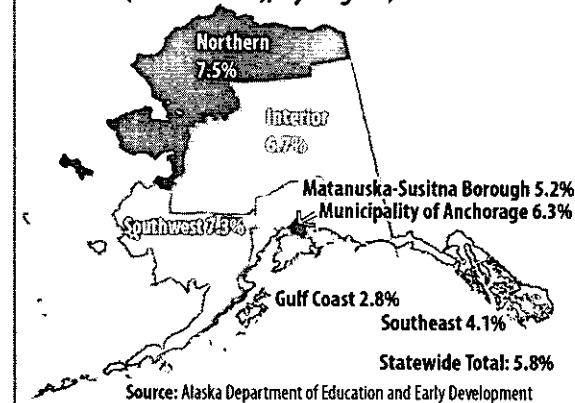 Northern
7.5%
Interior
6.7%
Matanuska-Susitna Borough 5.2%
Municipality of Anchorage 6.3%
Southwest 7.3%
Gulf Coast 2.8%
Southeast 4.1%
Statewide Total: 5.8%
Source: Alaska Department of Education and Early Development